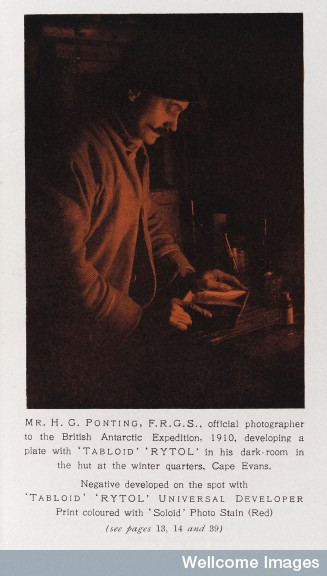 MR. H. G. PONTING, F.R.G.S., official photographer
to the British Antarctic Expedition, 1910, developing a
plate with 'TABLOID' 'RYTOL' in his dark-room in
the hut at the winter quarters, Cape Evans.
Negative developed on the spot with
'TABLOID' 'RYTOL' UNIVERSAL DEVELOPER
Print coloured with 'Soloid' Photo Stain (Red)
(see pages 13, 14 and 39)
Wellcome Images